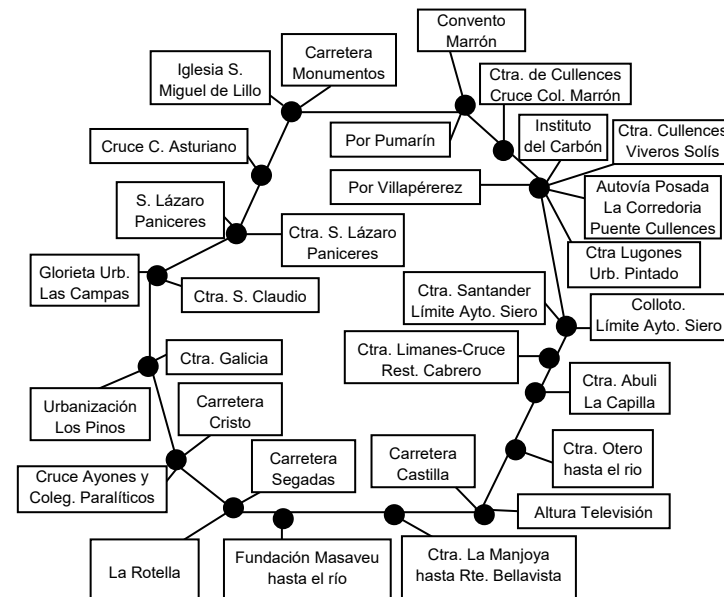 Convento
Marrón
Carretera
Monumentos
Iglesia S.
Miguel de Lillo
Ctra. de Cullences
Cruce Col. Marrón
Por Pumarín
Instituto
del Carbón
Ctra. Cullences
Viveros Solís
Cruce C. Asturiano
Por Villapérerez
Autovía Posada
La Corredoria
Puente Cullences
S. Lázaro
Paniceres
Ctra. S. Lázaro
Paniceres
Ctra Lugones
Urb. Pintado
Glorieta Urb.
Las Campas
Ctra. S. Claudio
Ctra. Santander
Límite Ayto. Siero
Colloto.
Límite Ayto. Siero
Ctra. Limanes-Cruce
Rest. Cabrero
Ctra. Galicia
Ctra. Abuli
La Capilla
Urbanización
Los Pinos
Carretera
Cristo
Ctra. Otero
hasta el rio
Carretera
Segadas
Carretera
Castilla
Cruce Ayones y
Coleg. Paralíticos
Altura Televisión
La Rotella
Fundación Masaveu
hasta el río
Ctra. La Manjoya
hasta Rte. Bellavista